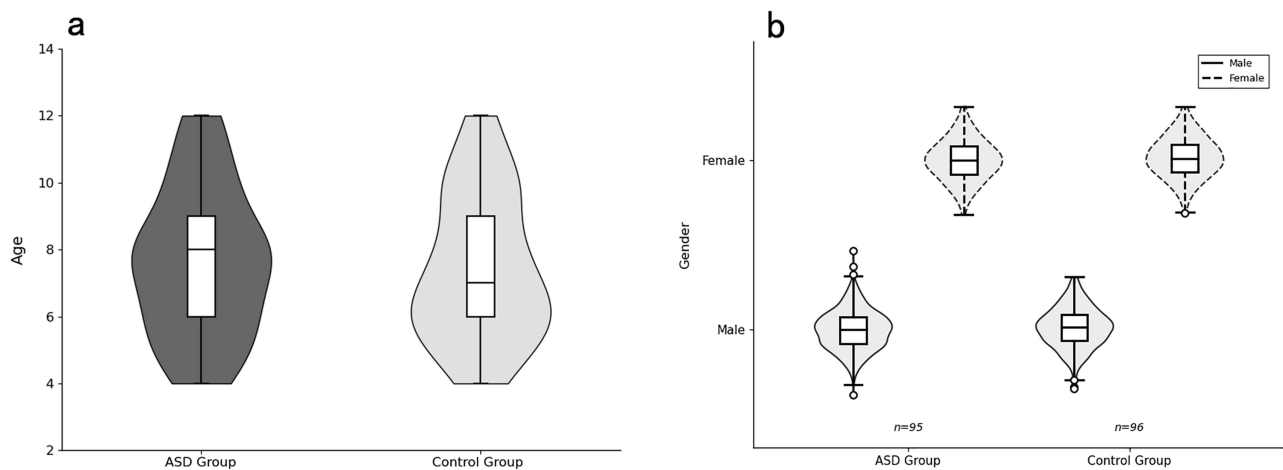 a
14
12
10
8
6
4
2
Age
ASD Group
Control Group
b
Male
Female
Female
Male
Gender
n=95
n=96
ASD Group
Control Group